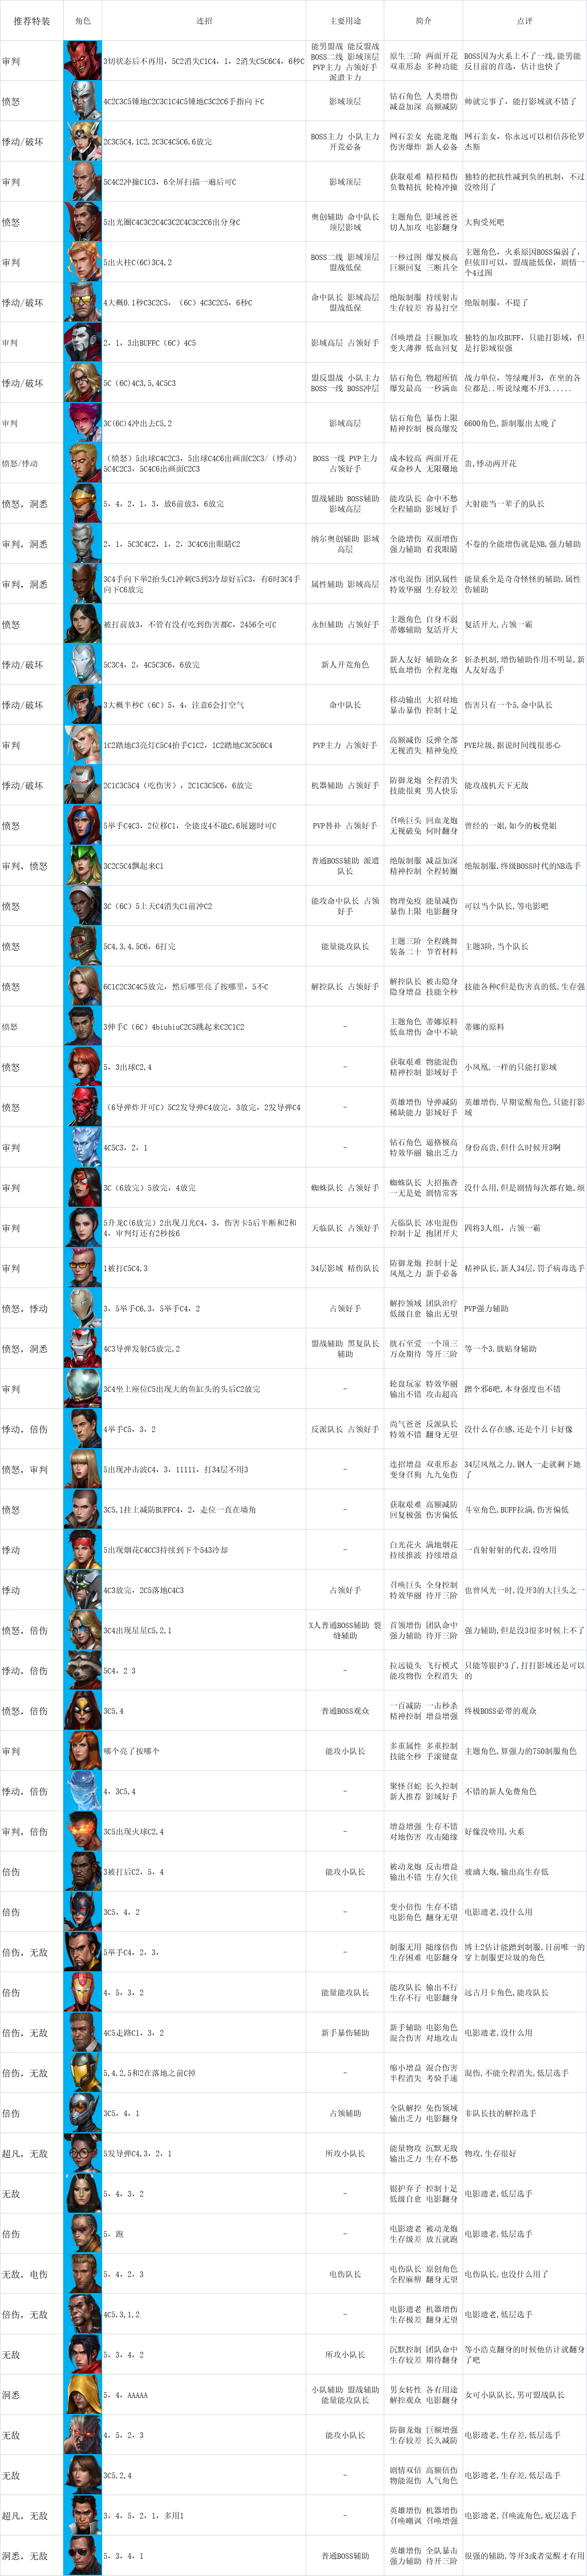 推荐特装 角色 连招 主要用途 简介 点评
审判
3切状态后不再用, 5C2消失C1C4, 1, 2消失C5C6C4, 6秒C
能男盟战 能反盟战
BOSS二线 影域顶层
PVP主力 占领好手
派遣主力
原生三阶 两面开花
双重形态 多种功能
BOSS因为火系上不了一线,能男能
反目前的首选, 估计也快了
愤怒
4C2C3C5锤地C2C3C1C4C5锤地C3C2C6手指向下C
影域顶层
钻石角色 人类增伤
减益加深 高额减防
帅就完事了, 能打影域就不错了
悸动/破坏
2C3C5C4,1C2,2C3C4C5C6,6放完
BOSS主力 小队主力
开荒必备
网石亲女 充能龙炮
伤害爆炸 新人必备
网石亲女, 你永远可以相信莎伦罗
杰斯
审判
5C4C2冲撞C1C3, 6全屏扫描一遍后可C
影域顶层
获取艰难 精控精伤
负数精抗 轮椅冲撞
独特的把抗性减到负的机制, 不过
没啥用了
愤怒
5出光圈C4C3C2C4C3C2C4C3C2C6出分身C
奥创辅助 命中队长
顶层影域
主题角色 影域爸爸
切人加攻 电影翻身
大狗受死吧
审判
5出火柱C(6C)3C4,2
BOSS二线 影域顶层
盟战低保
一秒过图 爆发极高
巨额回复 三断具全
主题角色, 火系原因BOSS偏弱了,
但依旧可以, 盟战能低保, 剧情一
个4过图
悸动/破坏
4大概0.1秒C3C2C5, (6C) 4C3C2C5, 6秒C
命中队长 影域高层
盟战低保
绝版制服 持续射击
生存较差 容易打空
绝版制服, 不提了
审判
2, 1, 3出BUFFC (6C) 4C5
影域高层 占领好手
召唤增益 巨额加攻
变大薄葬 低血回复
独特的加攻BUFF, 只能打影域, 但
是打影域很强
悸动/破坏
5C (6C)4C3,5,4C5C3
盟反盟战 小队主力
BOSS一线 BOSS冲层
钻石角色 物超所值
爆发最高 一秒满血
战力单位, 等绿魔开3, 在坐的各
位都是..听说绿魔不开3......
审判
3C(6C)4冲出去C5,2
影域高层
钻石角色 暴伤上限
精神控制 极高爆发
6600角色,新制服出太晚了
愤怒/悸动
(愤怒) 5出球C4C2C3, 5出球C4C6出画面C2C3/ (悸动)
5C4C2C3, 5C4C6出画面C2C3
BOSS一线 PVP主力
占领好手
成本较高 两面开花
双命秒人 无限砸地
贵,悸动两开花
愤怒, 洞悉
5, 4, 2, 1, 3, 放6前放3, 6放完
盟战辅助 BOSS辅助
影域高层
能攻队长 命中不愁
全程辅助 影域好手
大射能当一辈子的队长
审判, 洞悉
2, 1, 5C3C4C2, 1, 2, 3C4C6出眼睛C2
纳尔奥创辅助 影域
高层
全能增伤 双面增伤
强力辅助 看我眼睛
不卷的全能增伤就是NB,强力辅助
审判, 洞悉
3C4手向下举2抬头C1冲刺C5到3冷却好后C3, 有6时3C4手
向下C6放完
属性辅助 影域高层
冰电混伤 团队属性
特效华丽 生存较差
能量系全是奇奇怪怪的辅助,属性
伤辅助
愤怒
被打前放3, 不管有没有吃到伤害都C, 2456全可C
永恒辅助 占领好手
主题角色 自身不弱
蒂娜辅助 复活开大
复活开大,占领一霸
悸动/破坏
5C3C4, 2, 4C5C3C6, 6放完
新人开荒角色
新人友好 辅助众多
低血增伤 全程龙炮
斩杀机制,增伤辅助作用不明显,新
人友好选手
悸动/破坏
3大概半秒C (6C) 5, 4, 注意6会打空气
命中队长
移动输出 大招对地
暴击暴伤 控制十足
伤害只有一个5,命中队长
审判
1C2踏地C3亮灯C5C4抬手C1C2, 1C2踏地C3C5C6C4
PVP主力 占领好手
高额减伤 反弹全部
无视消失 精神免疫
PVE垃圾,据说时间线很恶心
悸动/破坏
2C1C3C5C4 (吃伤害), 2C1C3C5C6, 6放完
机器辅助 占领好手
防御龙炮 全程消失
技能很爽 男人快乐
能攻战机天下无敌
愤怒
5举手C4C3, 2位移C1, 全能皮4不能C,6展翅时可C
PVP替补 占领好手
召唤巨头 回血龙炮
无视破免 何时翻身
曾经的一姐,如今的板凳姐
审判, 愤怒
3C2C5C4飘起来C1
普通BOSS辅助 派遣
队长
绝版制服 减益加深
精神控制 全程转圈
绝版制服,终级BOSS时代的NB选手
愤怒
3C (6C) 5上天C4消失C1前冲C2
能攻命中队长 占领
好手
物理免疫 能量减伤
暴伤上限 电影翻身
可以当个队长,等电影吧
愤怒
5C4,3,4,5C6, 6打完
能量能攻队长
主题三阶 全程跳舞
装备二十 节省材料
主题3阶,当个队长
愤怒
6C1C2C3C4C5放完, 然后哪里亮了按哪里, 5不C
解控队长 占领好手
解控队长 被击隐身
隐身增益 技能全秒
技能各种C但是伤害真的低,生存强
愤怒
3伸手C (6C) 4biubiuC2C5跳起来C2C1C2
-
主题角色 蒂娜原料
低血增伤 命中不缺
蒂娜的原料
愤怒
5, 3出球C2,4
-
获取艰难 物能混伤
精神控制 影域好手
小凤凰,一样的只能打影域
愤怒
(6导弹炸开可C) 5C2发导弹C4放完, 3放完, 2发导弹C4
-
英雄增伤 导弹减防
稀缺能力 影域好手
英雄增伤,早期觉醒角色,只能打影
域
审判
4C5C3, 2, 1
-
钻石角色 逼格极高
特效华丽 输出乏力
身份高贵,但什么时候开3啊
审判
3C (6放完) 5放完, 4放完
蜘蛛队长 占领好手
蜘蛛队长 大招拖沓
一无是处 剧情常客
没什么用,但是剧情每次都有她,烦
审判
5升龙C(6放完) 2出现刀光C4, 3, 伤害卡5后半断和2和
4, 审判灯还有2秒按6
天临队长 占领好手
天临队长 冰电混伤
控制十足 抱团开大
四将3人组, 占领一霸
审判
1被打C5C4,3
34层影域 精伤队长
防御龙炮 控制十足
凤凰之力 新手必备
精神队长,新人34层,罚子病毒选手
愤怒, 悸动
3, 5举手C6,3, 5举手C4, 2
占领好手
解控领域 团队治疗
低级自愈 输出无望
PVP强力辅助
愤怒, 洞悉
4C3导弹发射C5放完,2
盟战辅助 黑复队长
辅助
胱石至爱 一个顶三
万众期待 等开三阶
等一个3,胱贴身辅助
审判
3C4坐上座位C5出现大的鱼缸头的头后C2放完
-
轮盘玩家 特效华丽
输出不错 攻击超高
蹭个邪6吧,本身强度也不错
悸动, 倍伤
4举手C5, 3, 2
反派队长 占领好手
尚气爸爸 反派队长
特效不错 翻身无望
没什么存在感,还是个月卡好像
愤怒, 审判
5出现冲击波C4, 3, 11111, 打34层不用3
-
连招增益 双重形态
变身召狗 九九免伤
34层凤凰之力,钢人一走就剩下她
了
愤怒
3C5,1挂上减防BUFFC4, 2, 走位一直在墙角
-
获取艰难 高额减防
回复极强 伤害偏低
斗室角色,BUFF拉满,伤害偏低
悸动
5出现烟花C4CC3持续到下个543冷却
-
白光花火 满地烟花
持续推波 持续增益
一直射射射的代表,没啥用
悸动
4C3放完, 2C5落地C4C3
占领好手
召唤巨头 全身控制
特效华丽 待开三阶
也曾风光一时,没开3的大巨头之一
愤怒, 倍伤
3C4出现星星C5,2,1
X人普通BOSS辅助 裂
缝辅助
首领增伤 团队命中
强力辅助 待开三阶
强力辅助,但是没3很多时候上不了
悸动, 倍伤
5C4, 2 3
-
拉远镜头 飞行模式
能攻物伤 全程消失
只能等银护3了,打打影域还是可以
的
愤怒, 倍伤
3C5,4
普通BOSS观众
一百减防 一击秒杀
精神控制 增益增强
终极BOSS必带的观众
审判
哪个亮了按哪个
能攻小队长
多重属性 多重控制
技能全秒 手滚键盘
主题角色,算强力的750制服角色
悸动, 倍伤
4, 3C5,4
-
聚怪召蛇 长久控制
新人推荐 影域好手
不错的新人免费角色
审判, 倍伤
3C5出现火球C2,4
-
增益增强 生存不错
对地伤害 攻击随缘
好像没啥用,火系
倍伤
3被打后C2, 5, 4
能攻小队长
被动龙炮 反击增益
输出不错 生存欠佳
玻璃大炮,输出高生存低
倍伤
3C5, 4, 2
-
变小倍伤 生存不错
电影角色 翻身无望
电影遗老,没什么用
倍伤, 无敌
5举手C4, 2, 3,
-
制服无用 随缘倍伤
生存困难 电影翻身
博士2估计能蹭到制服,目前唯一的
穿上制服更垃圾的角色
倍伤
4, 5, 3, 2
能量能攻队长
能攻队长 输出不行
生存不行 电影翻身
远古月卡角色,能攻队长
倍伤, 无敌
4C5走路C1, 3, 2
新手暴伤辅助
新手辅助 电影角色
混合伤害 对地攻击
电影遗老,没什么用
倍伤, 无敌
5,4,2,5和2在落地之前C掉
-
缩小增益 混合伤害
半程消失 考验手速
混伤,不能全程消失,低层选手
倍伤
3C5, 4, 1
占领辅助
全队解控 免伤领域
输出乏力 电影翻身
非队长技的解控选手
超凡, 无敌
5发导弹C4,3, 2, 1
所攻小队长
能量物攻 沉默无敌
输出乏力 生存不愁
物攻,生存很好
无敌
5, 4, 3, 2
-
银护弃子 控制十足
低级自愈 电影翻身
电影遗老,低层选手
倍伤
5, 跑
-
电影遗老 被动龙炮
生存级差 放五就跑
电影遗老,低层选手
无敌, 电伤
5, 4, 2, 3
电伤队长
电伤队长 原创角色
全程麻痹 翻身无望
电伤队长,也没什么用了
倍伤, 无敌
4C5,3,1,2
-
电影遗老 机器增伤
生存极差 翻身无望
电影遗老,低层选手
无敌
5, 3, 4, 2
所攻小队长
沉默控制 团队命中
生存较差 期待翻身
等小浩克翻身的时候他估计就翻身
了吧
洞悉
5, 4, AAAAA
小队辅助 盟战辅助
能量能攻队长
男女转性 各有用途
解控观众 电影翻身
女可小队队长,男可盟战队长
无敌
4, 5, 2, 3
能攻小队长
防御龙炮 巨额增强
生存较差 长久减防
电影遗老,生存差,低层选手
无敌
3C5,2,4
-
剧情双倍 高额倍伤
物能混伤 人气角色
电影遗老,生存差,低层选手
超凡, 无敌
3, 4, 5, 2, 1, 多用1
-
英雄增伤 机器增伤
召唤嘲讽 召唤增强
电影遗老,召唤流角色,底层选手
洞悉, 无敌
5, 3, 4, 1
普通BOSS辅助
英雄增伤 全队暴击
强力辅助 待开三阶
很强的辅助,等开3或者觉醒才有用